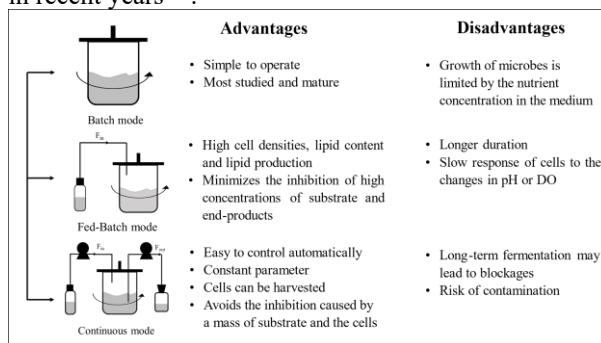 in recent years
Advantages
Disadvantages
• Simple to operate
• Most studied and mature
• Growth of microbes is
limited by the nutrient
concentration in the medium
Batch mode
F_in
• High cell densities, lipid content
and lipid production
• Minimizes the inhibition of high
concentrations of substrate and
end-products
• Longer duration
• Slow response of cells to the
changes in pH or DO
Fed-Batch mode
F_in
F_out
• Easy to control automatically
• Constant parameter
• Cells can be harvested
• Avoids the inhibition caused by
a mass of substrate and the cells
• Long-term fermentation may
lead to blockages
• Risk of contamination
Continuous mode